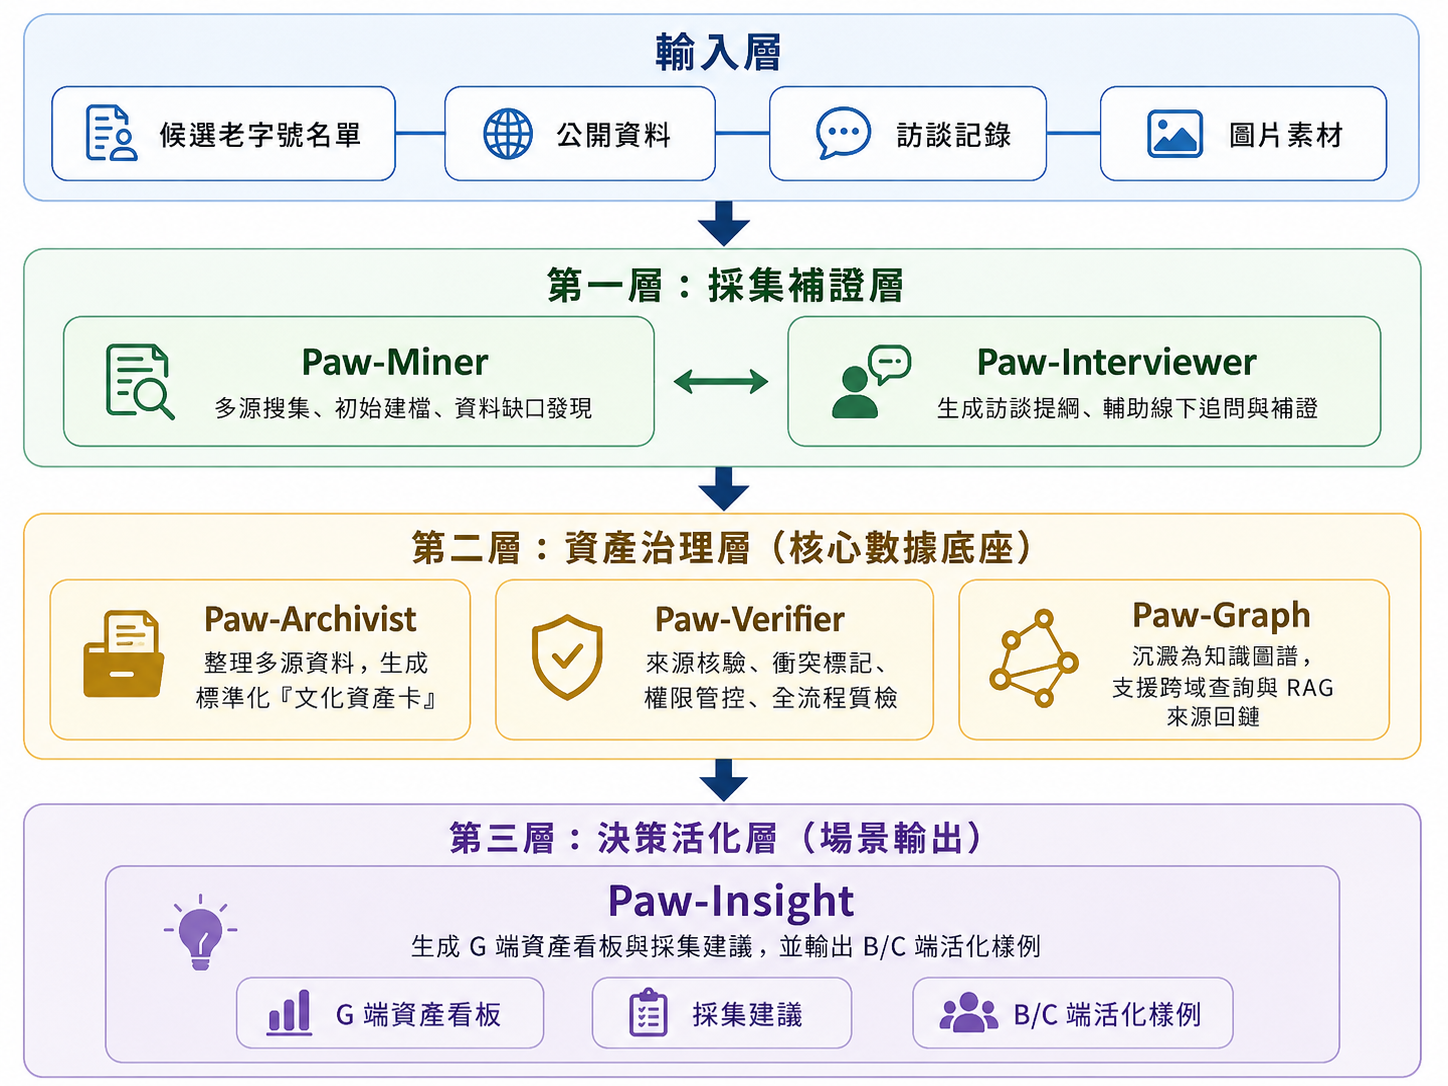 輸入層
候選老字號名單
公開資料
訪談記錄
圖片素材
第一層：採集補證層
Paw-Miner
多源搜集、初始建檔、資料缺口發現
Paw-Interviewer
生成訪談提綱、輔助線下追問與補證
第二層：資產治理層（核心數據底座）
Paw-Archivist
整理多源資料，生成
標準化『文化資產卡』
Paw-Verifier
來源核驗、衝突標記、
權限管控、全流程質檢
Paw-Graph
沉澱為知識圖譜，
支援跨域查詢與 RAG
來源回鏈
第三層：決策活化層（場景輸出）
Paw-Insight
生成 G 端資產看板與採集建議，並輸出 B/C 端活化樣例
G 端資產看板
採集建議
B/C 端活化樣例